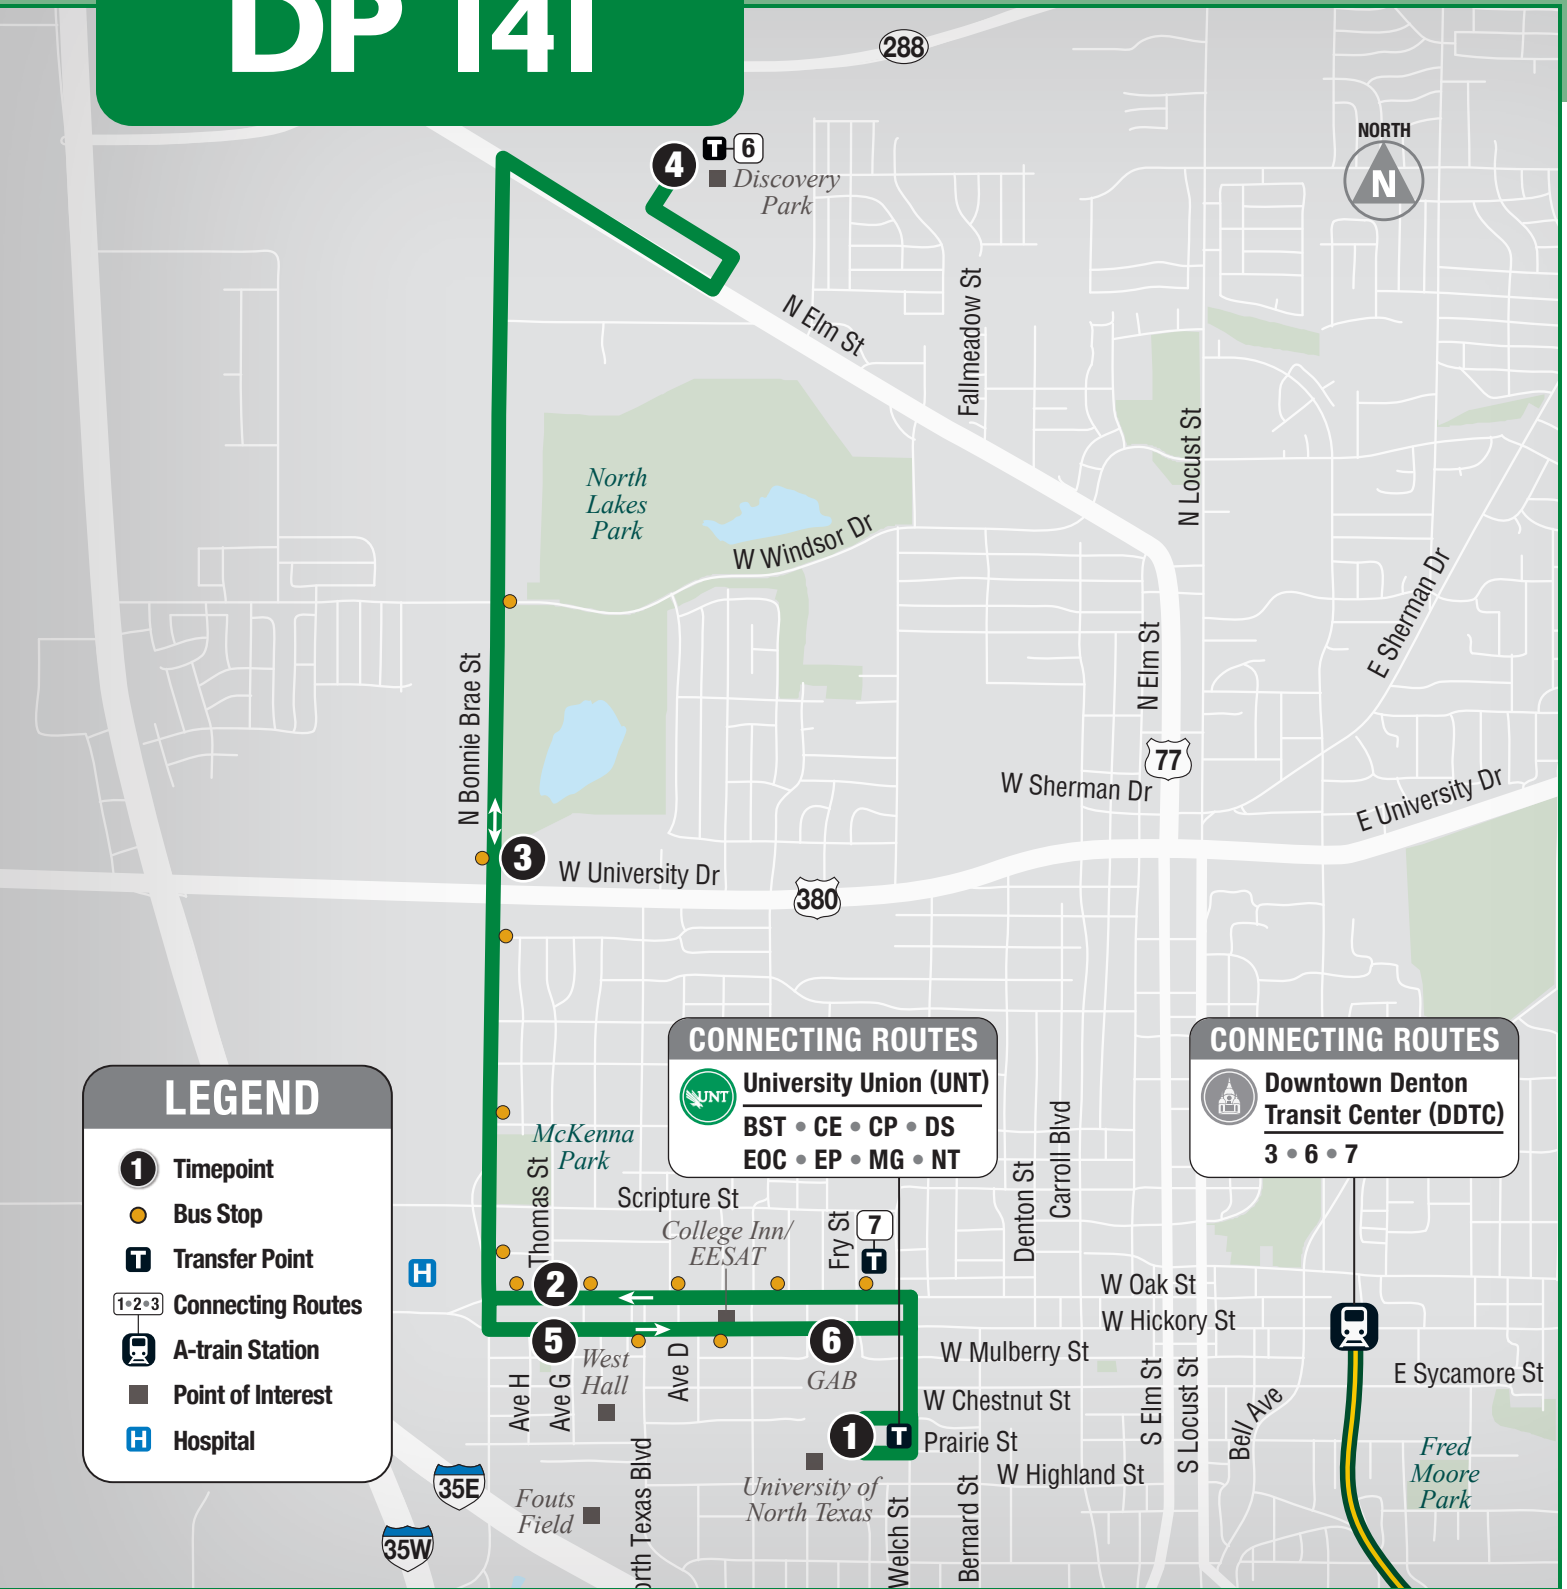 DP 141
288
NORTH
N
4
T
6
Discovery
Park
N Elm St
Fallmeadow St
N Locust St
North
Lakes
Park
W Windsor Dr
E Sherman Dr
N Elm St
N Bonnie Brae St
77
W Sherman Dr
E University Dr
3
W University Dr
380
CONNECTING ROUTES
UNT
University Union (UNT)
BST • CE • CP • DS
EOC • EP • MG • NT
CONNECTING ROUTES
Downtown Denton
Transit Center (DDTC)
3 • 6 • 7
LEGEND
1 Timepoint
Bus Stop
T Transfer Point
1•2•3 Connecting Routes
A-train Station
Point of Interest
H Hospital
McKenna
Park
Thomas St
Scripture St
College Inn/
EESAT
Fry St
7
T
Denton St
Carroll Blvd
H
2
W Oak St
W Hickory St
5
6
West
Hall
Ave D
GAB
W Mulberry St
Ave H
Ave G
W Chestnut St
S Elm St
S Locust St
Bell Ave
E Sycamore St
1
T
Prairie St
W Highland St
University of
North Texas
Fred
Moore
Park
35E
Fouts
Field
orth Texas Blvd
Welch St
Bernard St
35W